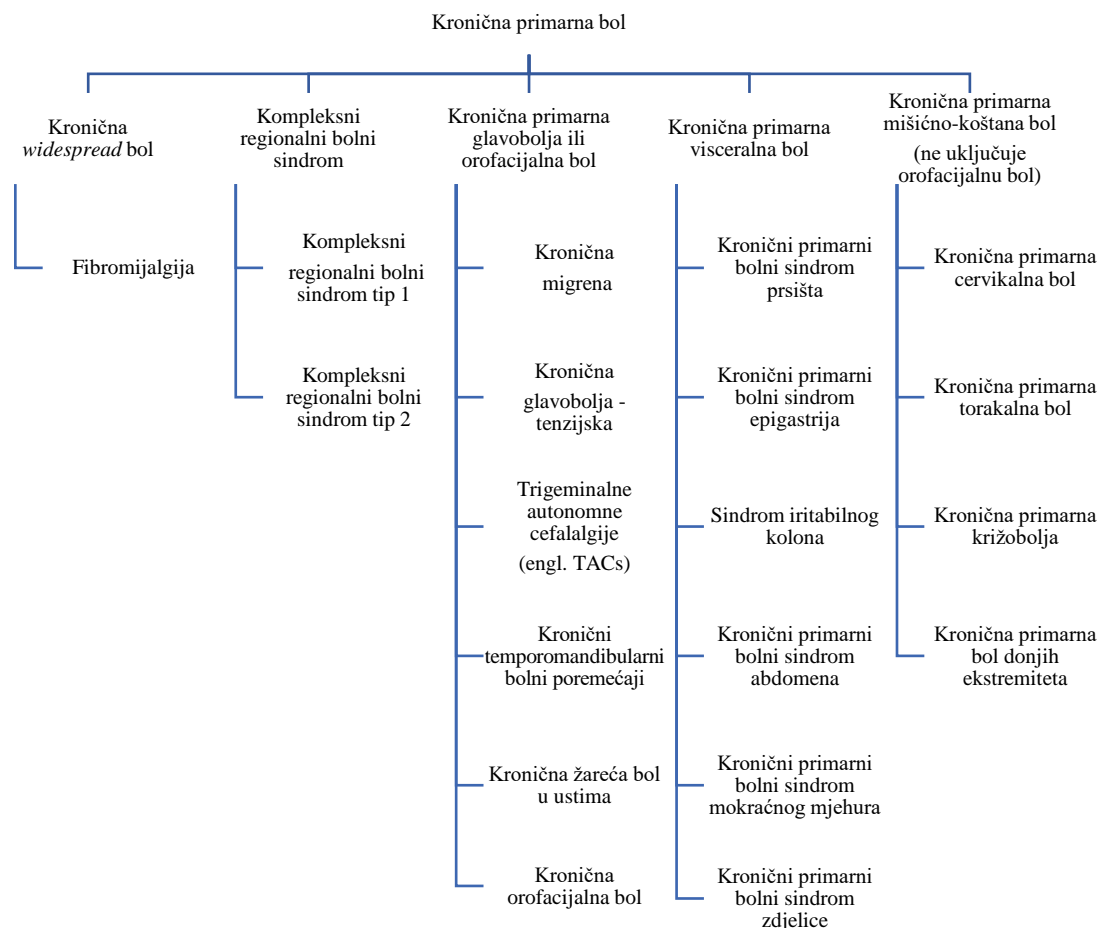 Kronična primarna bol
Kronična
widespread bol
Fibromijalgija
Kompleksni
regionalni bolni
sindrom
Kompleksni
regionalni bolni
sindrom tip 1
Kompleksni
regionalni bolni
sindrom tip 2
Kronična primarna
glavobolja ili
orofacijalna bol
Kronična
migrena
Kronična
glavobolja -
tenzijska
Trigeminalne
autonomne
cefalalgije
(engl. TACs)
Kronični
temporomandibularni
bolni poremećaji
Kronična žareća bol
u ustima
Kronična
orofacijalna bol
Kronična primarna
visceralna bol
Kronični primarni
bolni sindrom
prsišta
Kronični primarni
bolni sindrom
epigastrija
Sindrom iritabilnog
kolona
Kronični primarni
bolni sindrom
abdomena
Kronični primarni
bolni sindrom
mokraćnog mjehura
Kronični primarni
bolni sindrom
zdjelice
Kronična primarna
mišićno-koštana bol
(ne uključuje
orofacijalnu bol)
Kronična primarna
cervikalna bol
Kronična primarna
torakalna bol
Kronična primarna
križobolja
Kronična primarna
bol donjih
ekstremiteta